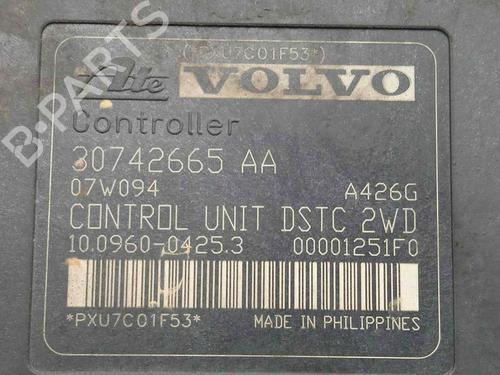 (*PXU7C01F53*)
Ate VOLVO
Controller
30742665 AA
07W094 A426G
CONTROL UNIT DSTC 2WD
10.0960-0425.3 00001251F0
*PXU7C01F53* MADE IN PHILIPPINES
B-PARTS